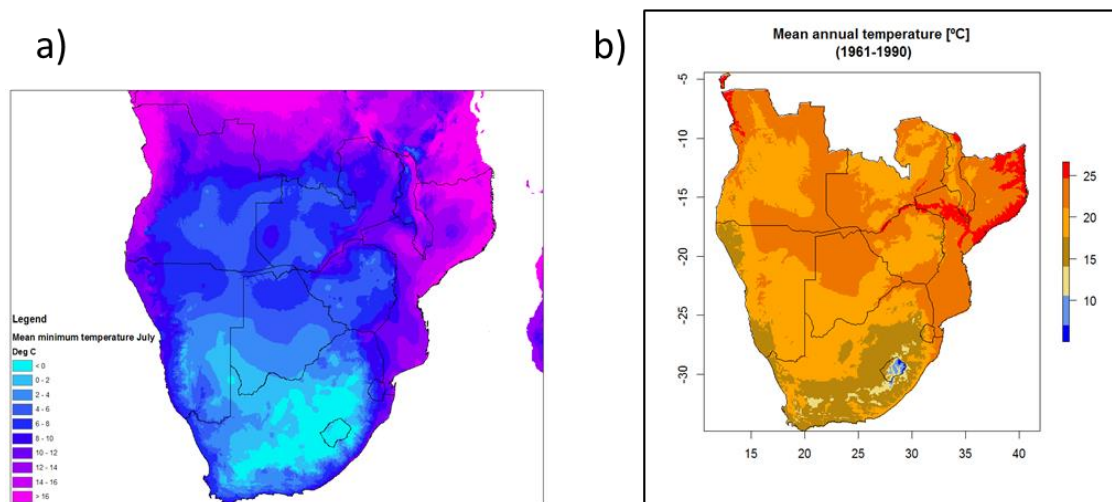 a)
Legend
Mean minimum temperature July
Deg C
< 0
0 - 2
2 - 4
4 - 6
6 - 8
8 - 10
10 - 12
12 - 14
14 - 16
> 16
b)
Mean annual temperature [ºC]
(1961-1990)
-5
-10
-15
-20
-25
-30
15 20 25 30 35 40
25
20
15
10